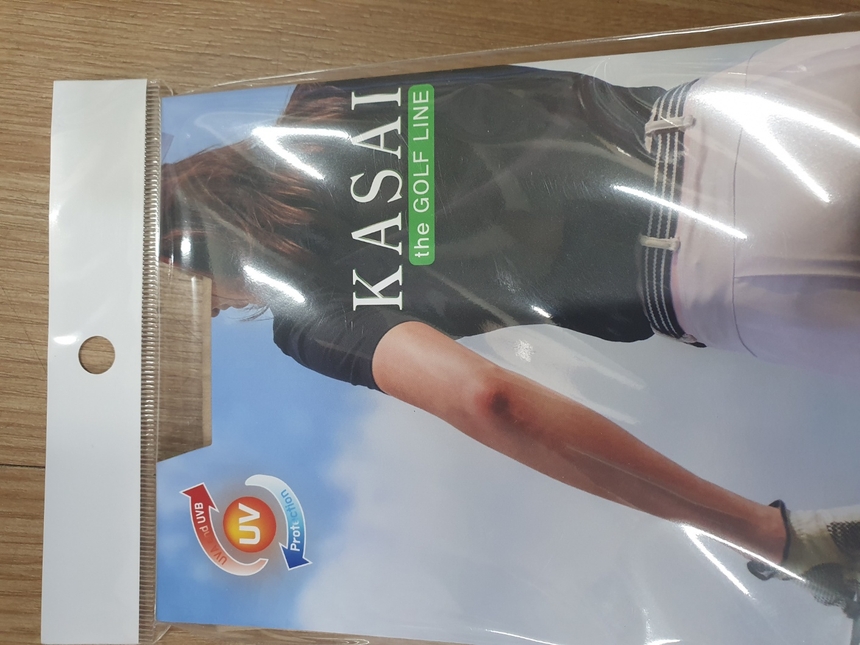 KASAI
the GOLF LINE
UVA and UVB
UV
Protection